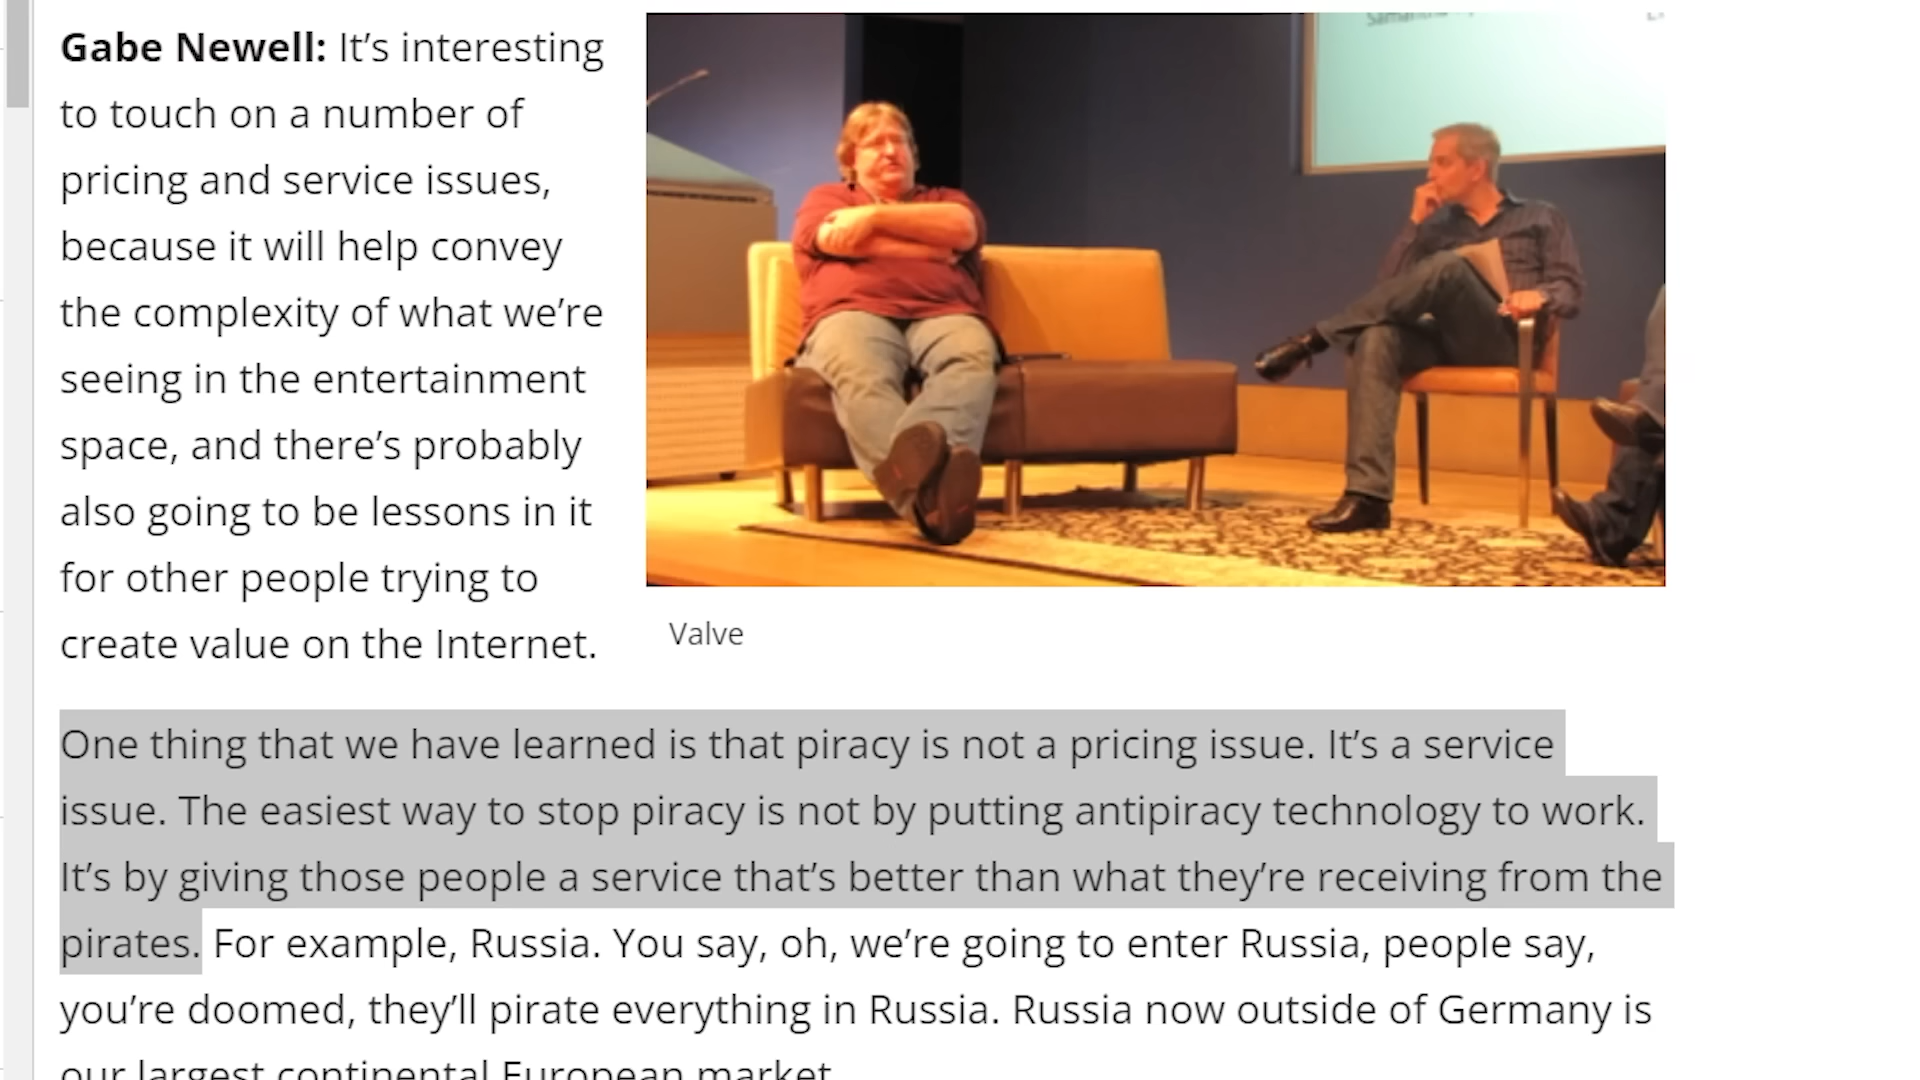 Gabe Newell: It’s interesting
to touch on a number of
pricing and service issues,
because it will help convey
the complexity of what we’re
seeing in the entertainment
space, and there’s probably
also going to be lessons in it
for other people trying to
create value on the Internet.
Valve
One thing that we have learned is that piracy is not a pricing issue. It’s a service
issue. The easiest way to stop piracy is not by putting antipiracy technology to work.
It’s by giving those people a service that’s better than what they’re receiving from the
pirates. For example, Russia. You say, oh, we’re going to enter Russia, people say,
you’re doomed, they’ll pirate everything in Russia. Russia now outside of Germany is
our largest continental European market.